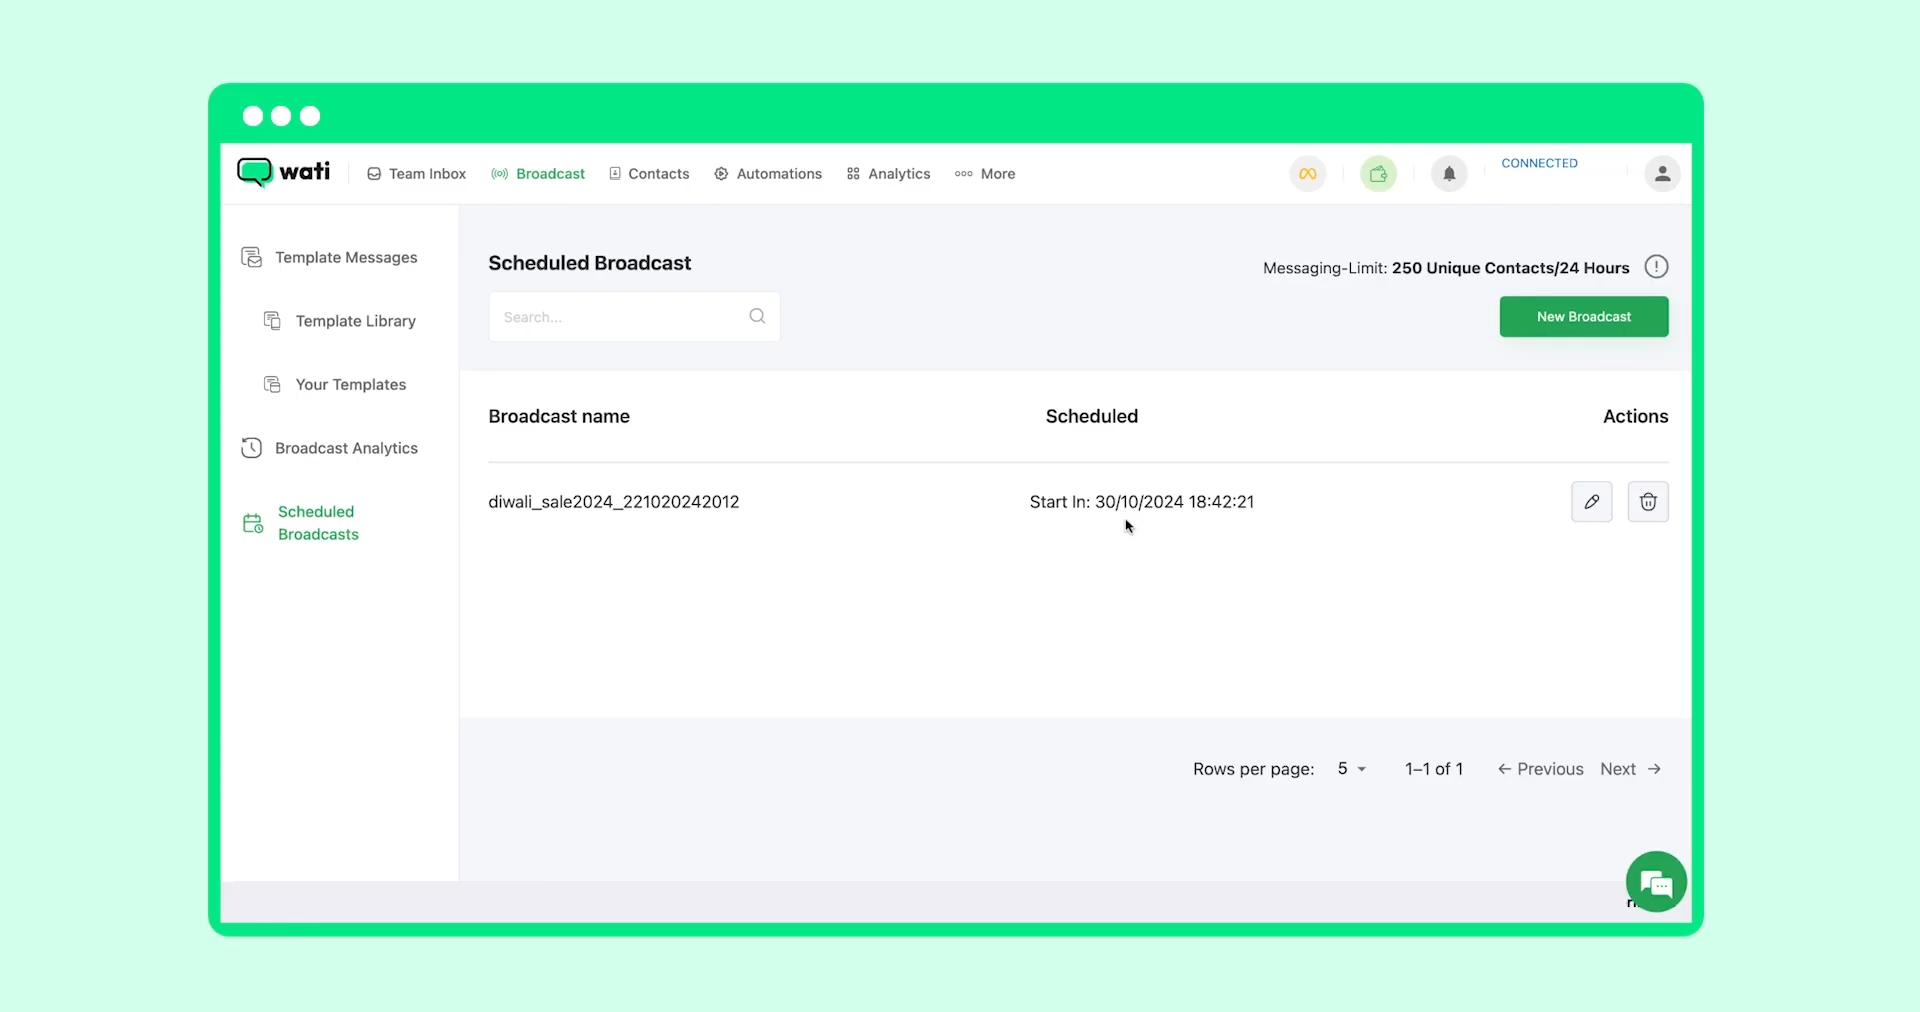 wati
Team Inbox
Broadcast
Contacts
Automations
Analytics
More
CONNECTED
Template Messages
Template Library
Your Templates
Broadcast Analytics
Scheduled
Broadcasts
Scheduled Broadcast
Search...
Messaging-Limit: 250 Unique Contacts/24 Hours
New Broadcast
Broadcast name
Scheduled
Actions
diwali_sale2024_221020242012
Start In: 30/10/2024 18:42:21
Rows per page: 5
1–1 of 1
← Previous
Next →